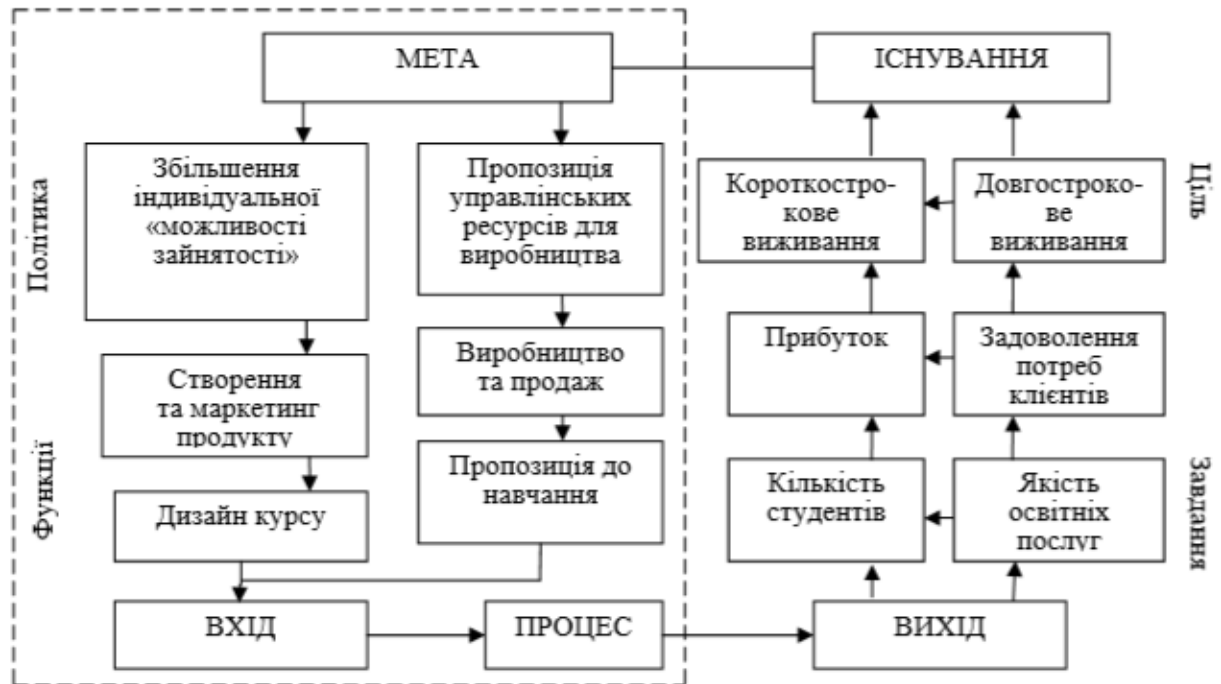 МЕТА
ІСНУВАННЯ
Політика
Збільшення
індивідуальної
«можливості
зайнятості»
Пропозиція
управлінських
ресурсів для
виробництва
Короткостро-
кове
виживання
Довгостроко-
ве
виживання
Ціль
Створення
та маркетинг
продукту
Виробництво
та продаж
Прибуток
Задоволення
потреб
клієнтів
Функції
Дизайн курсу
Пропозиція до
навчання
Кількість
студентів
Якість
освітніх
послуг
Завдання
ВХІД
ПРОЦЕС
ВИХІД